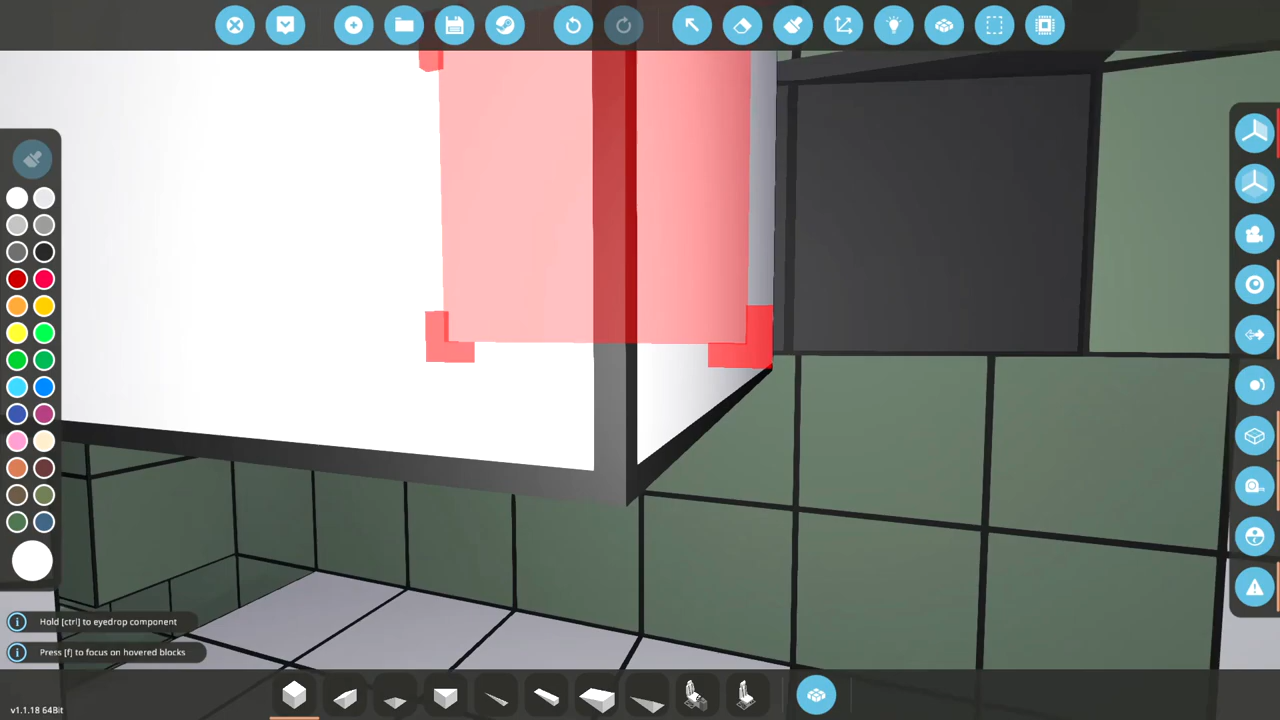 Hold [ctrl] to eyedrop component
Press [f] to focus on hovered blocks
v1.1.18 64Bit